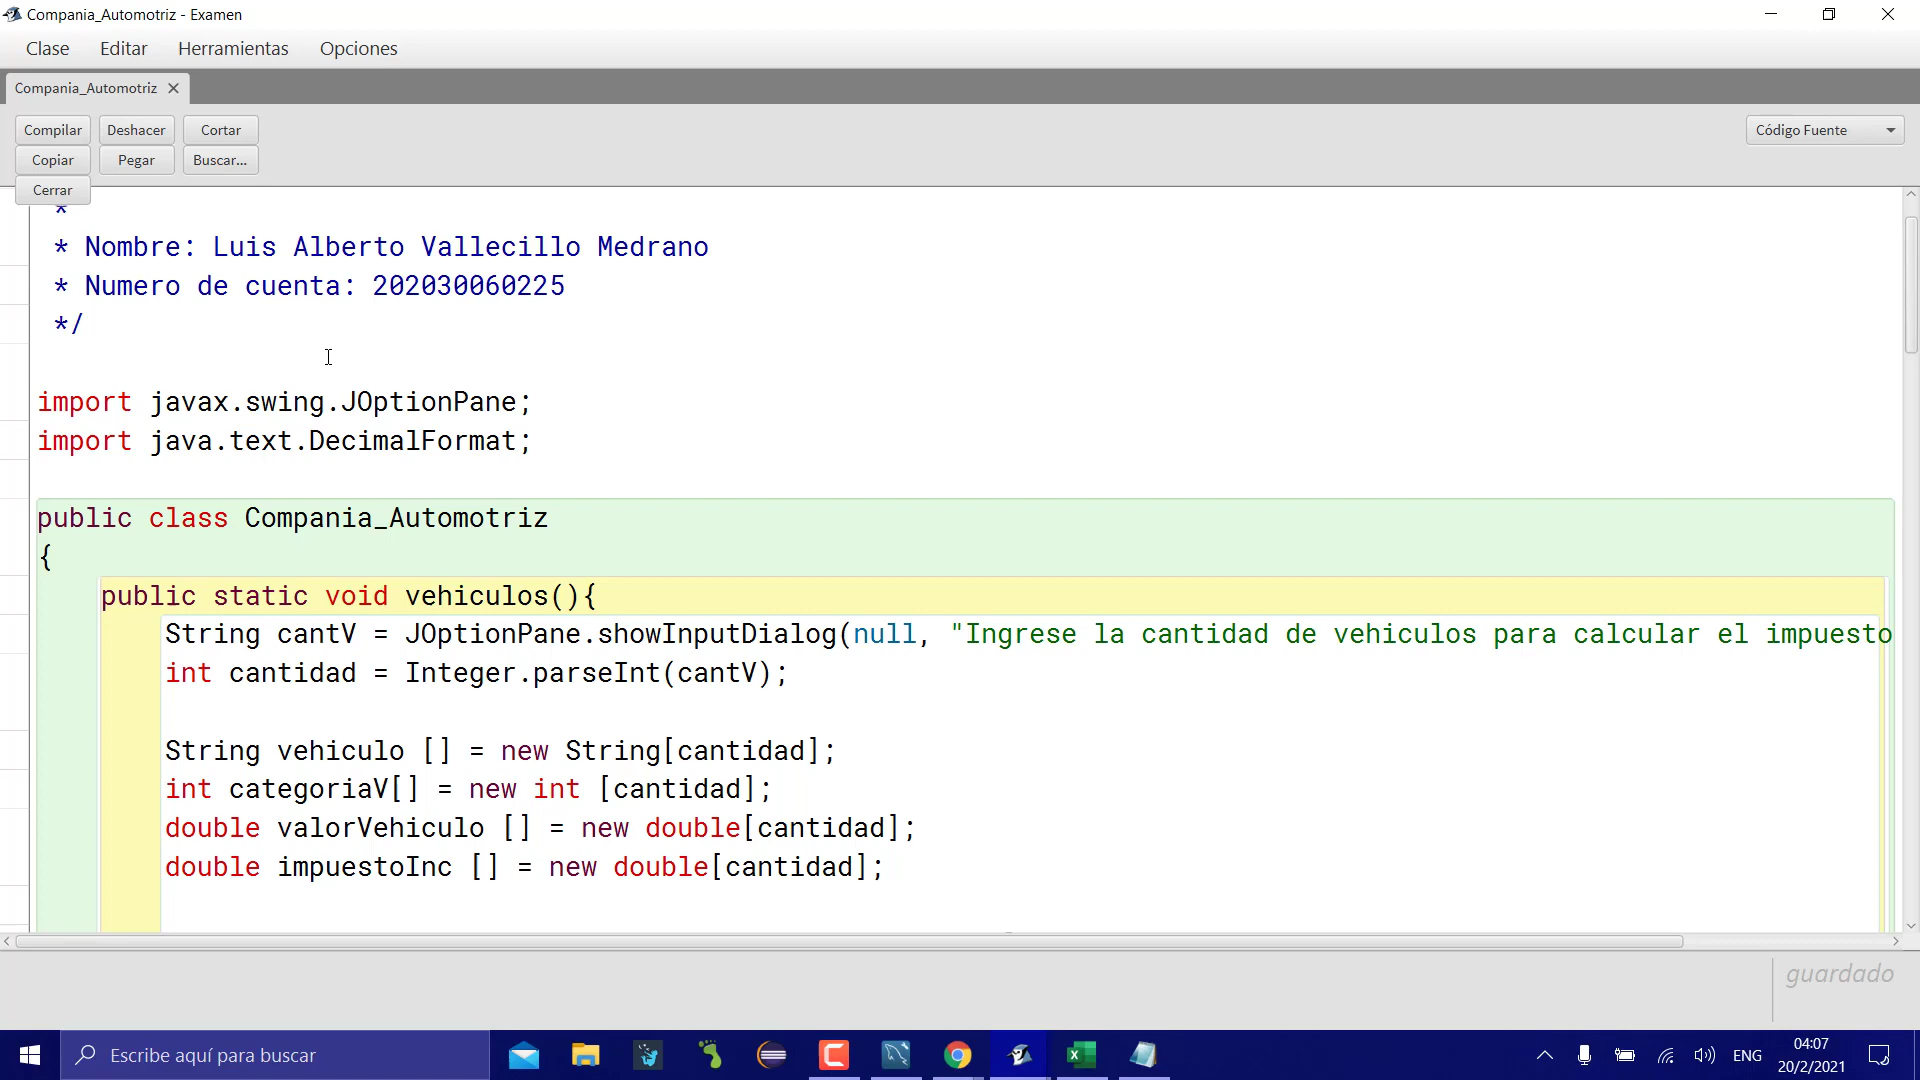 Compania_Automotriz - Examen
Clase Editar Herramientas Opciones
Compania_Automotriz
Compilar Deshacer Cortar
Código Fuente
Copiar Pegar Buscar...
Cerrar
*
* Nombre: Luis Alberto Vallecillo Medrano
* Numero de cuenta: 202030060225
*/
import javax.swing.JOptionPane;
import java.text.DecimalFormat;
public class Compania_Automotriz
{
public static void vehiculos(){
String cantV = JOptionPane.showInputDialog(null, "Ingrese la cantidad de vehiculos para calcular el impuesto
int cantidad = Integer.parseInt(cantV);
String vehiculo [] = new String[cantidad];
int categoriaV[] = new int [cantidad];
double valorVehiculo [] = new double[cantidad];
double impuestoInc [] = new double[cantidad];
guardado
Escribe aquí para buscar
ENG
04:07
20/2/2021